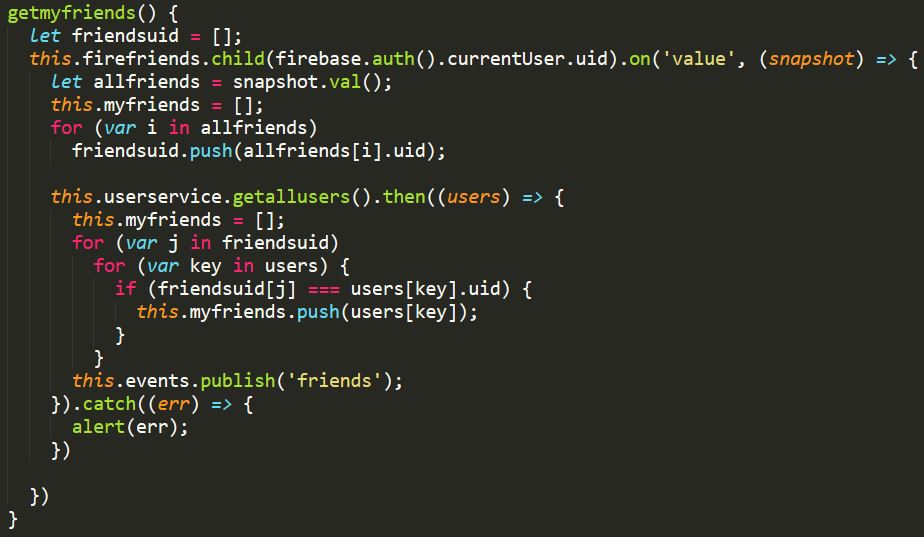 getmyfriends() {
  let friendsuid = [];
  this.firefriends.child(firebase.auth().currentUser.uid).on('value', (snapshot) => {
    let allfriends = snapshot.val();
    this.myfriends = [];
    for (var i in allfriends)
      friendsuid.push(allfriends[i].uid);

    this.userservice.getallusers().then((users) => {
      this.myfriends = [];
      for (var j in friendsuid)
        for (var key in users) {
          if (friendsuid[j] === users[key].uid) {
            this.myfriends.push(users[key]);
          }
        }
      this.events.publish('friends');
    }).catch((err) => {
      alert(err);
    })

  })
}